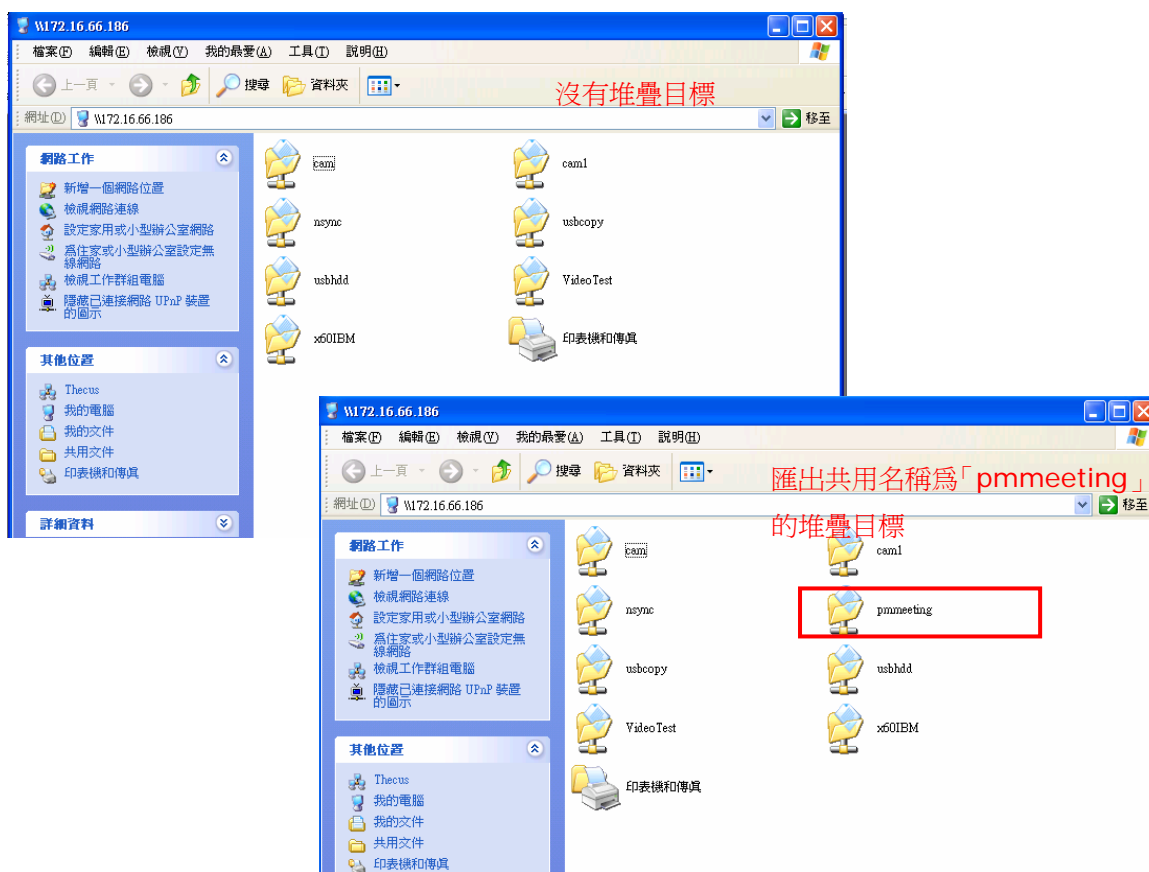 \\172.16.66.186
檔案(F) 編輯(E) 檢視(V) 我的最愛(A) 工具(T) 說明(H)
上一頁 搜尋 資料夾
沒有堆疊目標
網址(D) \\172.16.66.186 移至
網路工作
新增一個網路位置
檢視網路連線
設定家用或小型辦公室網路
為住家或小型辦公室設定無
線網路
檢視工作群組電腦
隱藏已連接網路 UPnP 裝置
的圖示
其他位置
Thecus
我的電腦
我的文件
共用文件
印表機和傳真
詳細資料
cam cam1
nsync usbcopy
usbhdd VideoTest
x60IBM 印表機和傳真
\\172.16.66.186
檔案(F) 編輯(E) 檢視(V) 我的最愛(A) 工具(T) 說明(H)
上一頁 搜尋 資料夾
匯出共用名稱為「pmmeeting」
的堆疊目標
網址(D) \\172.16.66.186 移至
網路工作
新增一個網路位置
檢視網路連線
設定家用或小型辦公室網路
為住家或小型辦公室設定無
線網路
檢視工作群組電腦
隱藏已連接網路 UPnP 裝置
的圖示
其他位置
Thecus
我的電腦
我的文件
共用文件
印表機和傳真
cam cam1
nsync pmmeeting
usbcopy usbhdd
VideoTest x60IBM
印表機和傳真